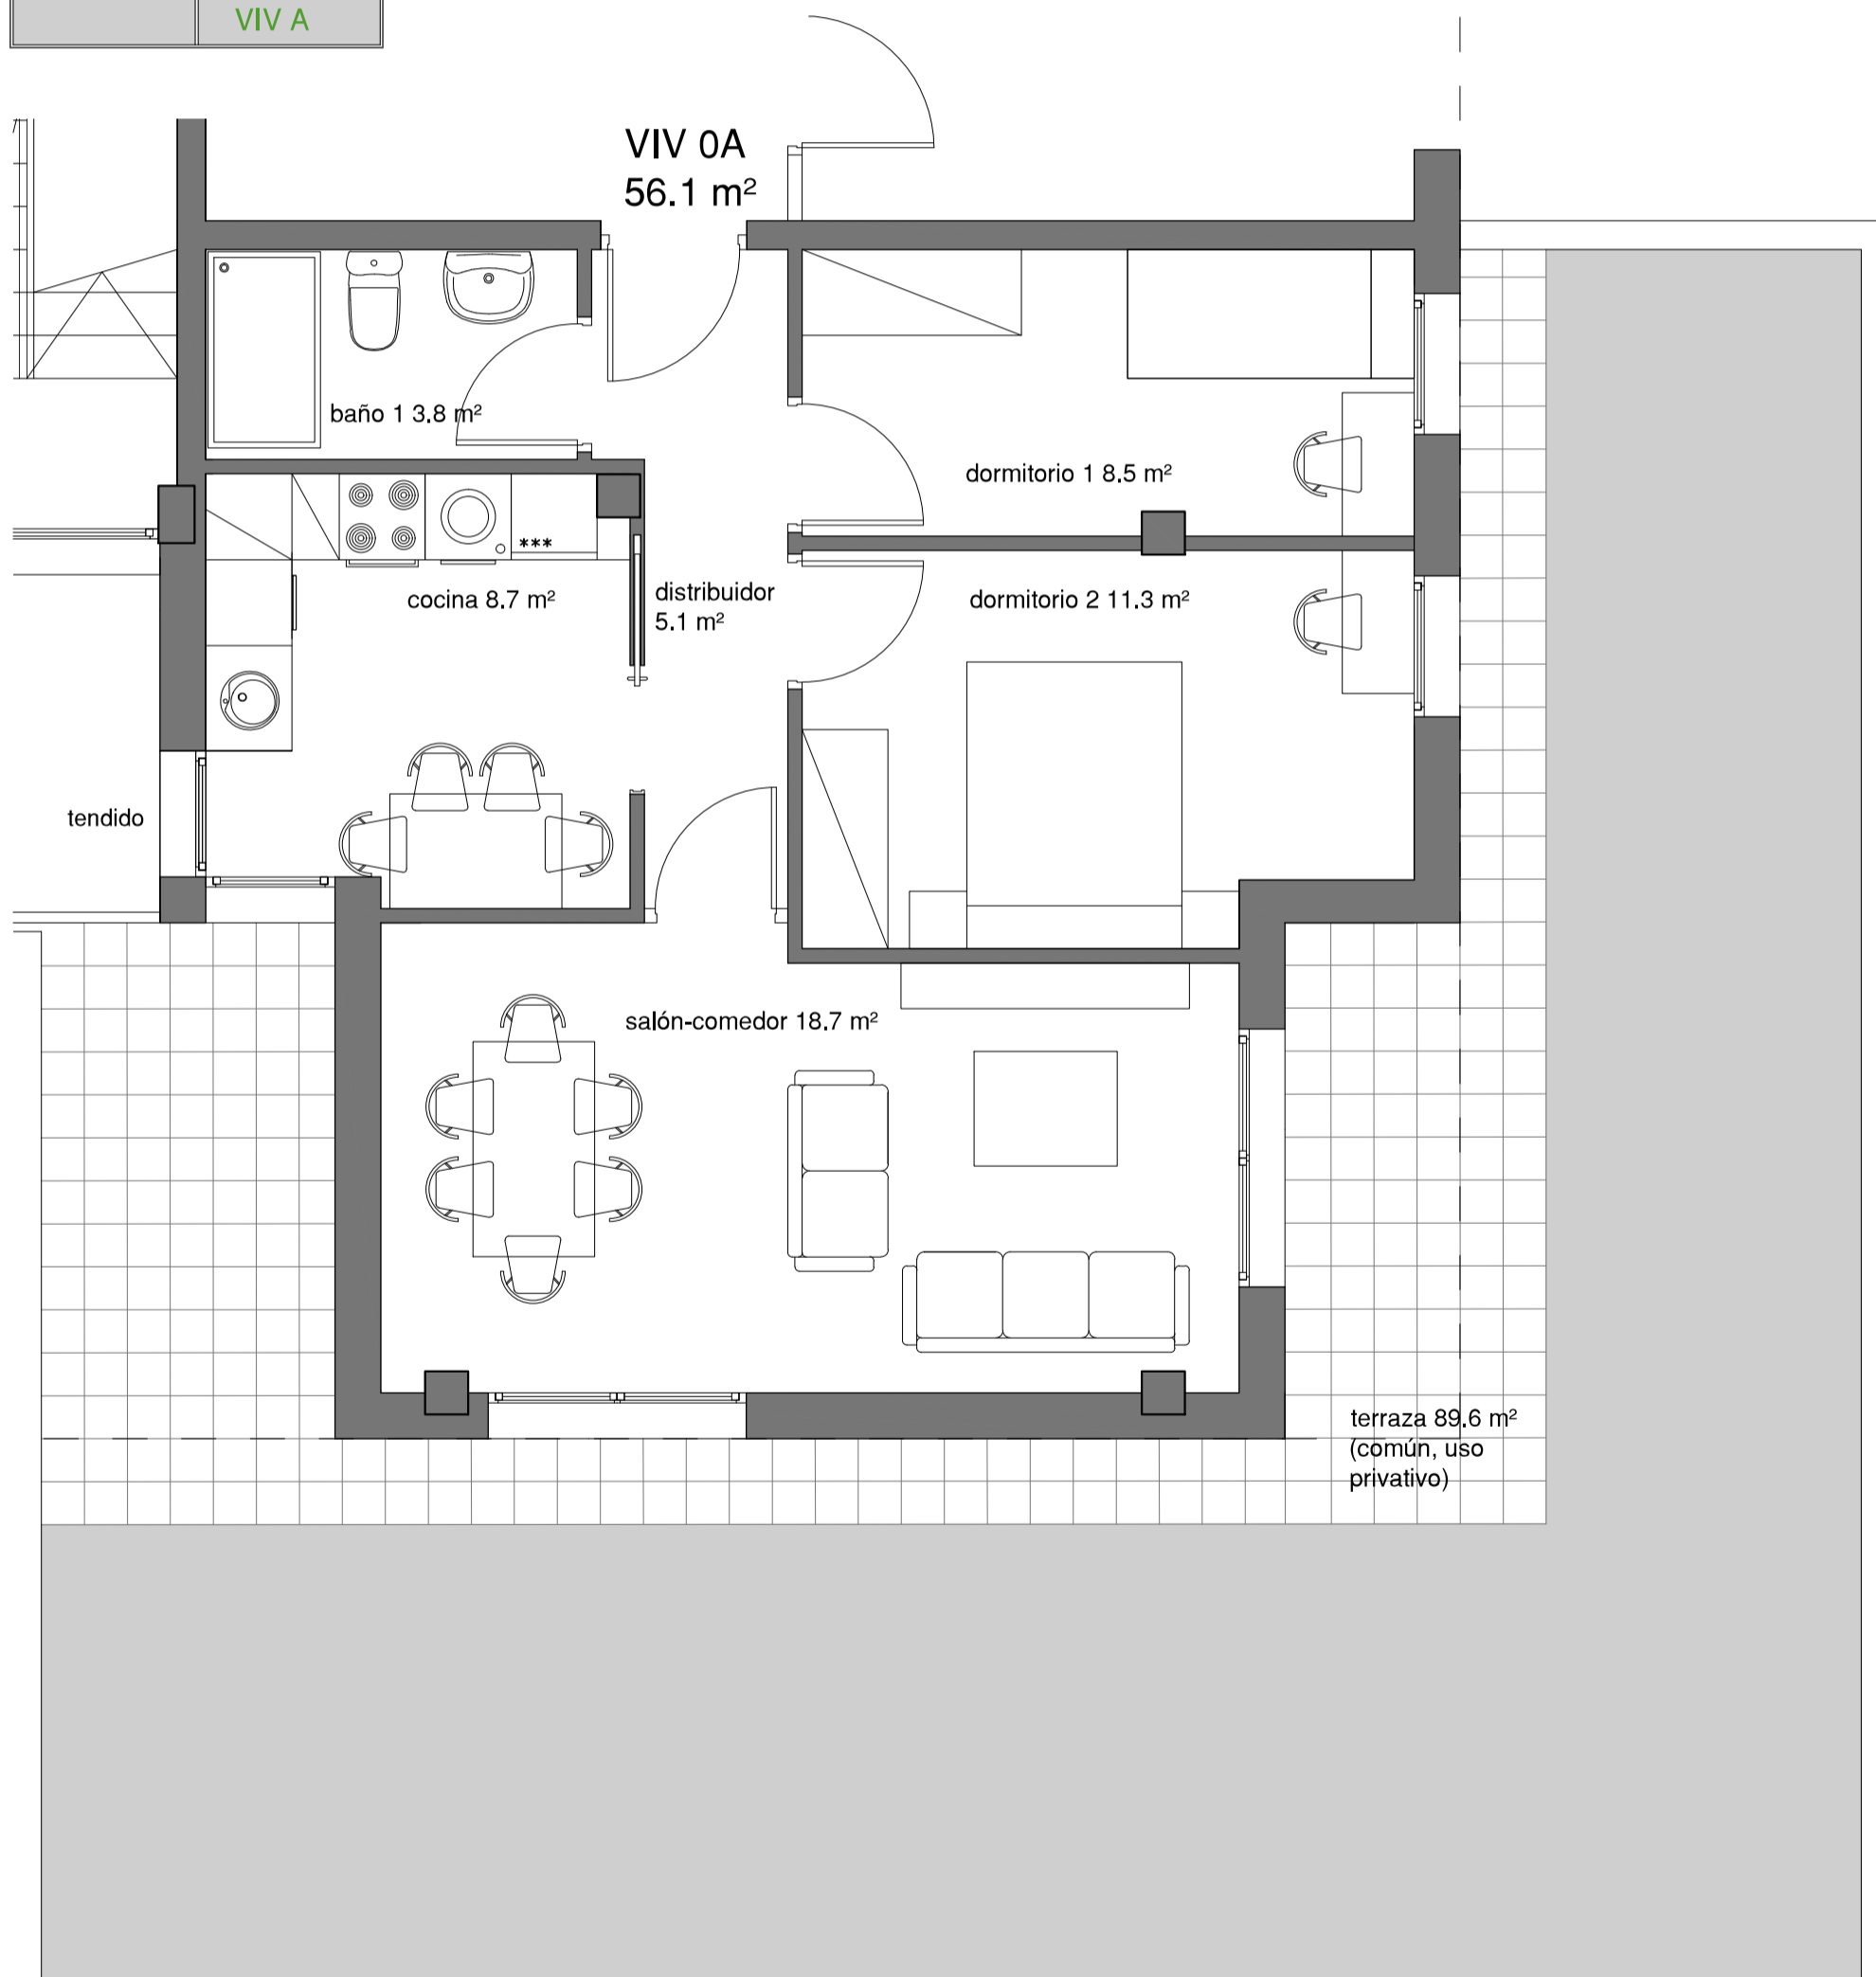 VIV A
VIV 0A
56.1 m²
baño 1 3.8 m²
dormitorio 1 8.5 m²
***
cocina 8.7 m²
distribuidor
5.1 m²
dormitorio 2 11.3 m²
tendido
salón-comedor 18.7 m²
terraza 89.6 m²
(común, uso
privativo)